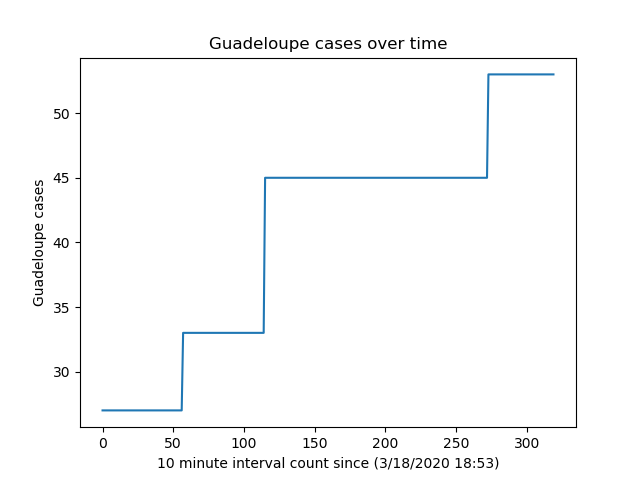 Guadeloupe cases over time
Guadeloupe cases
50
45
40
35
30
0 50 100 150 200 250 300
10 minute interval count since (3/18/2020 18:53)